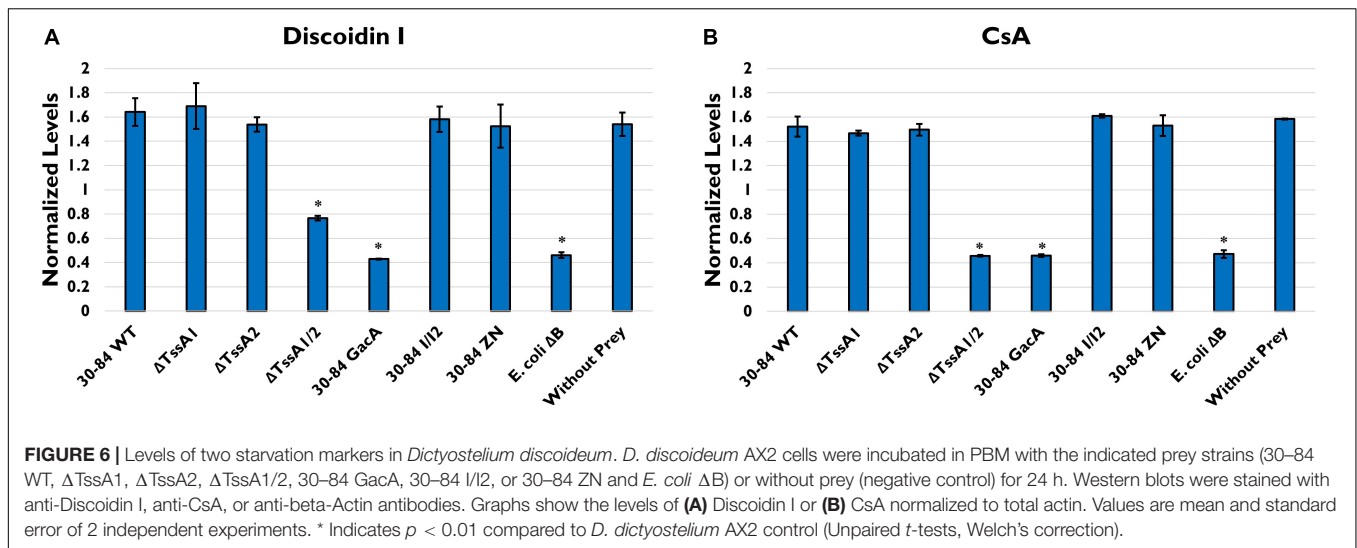 A
Discoidin I
Normalized Levels
2
1.8
1.6
1.4
1.2
1
0.8
0.6
0.4
0.2
0
*
*
*
30-84 WT
ΔTssA1
ΔTssA2
ΔTssA1/2
30-84 GacA
30-84 I/I2
30-84 ZN
E. coli ΔB
Without Prey
B
CsA
Normalized Levels
2
1.8
1.6
1.4
1.2
1
0.8
0.6
0.4
0.2
0
*
*
*
30-84 WT
ΔTssA1
ΔTssA2
ΔTssA1/2
30-84 GacA
30-84 I/I2
30-84 ZN
E. coli ΔB
Without Prey
FIGURE 6 | Levels of two starvation markers in Dictyostelium discoideum. D. discoideum AX2 cells were incubated in PBM with the indicated prey strains (30–84
WT, ΔTssA1, ΔTssA2, ΔTssA1/2, 30–84 GacA, 30–84 I/I2, or 30–84 ZN and E. coli ΔB) or without prey (negative control) for 24 h. Western blots were stained with
anti-Discoidin I, anti-CsA, or anti-beta-Actin antibodies. Graphs show the levels of (A) Discoidin I or (B) CsA normalized to total actin. Values are mean and standard
error of 2 independent experiments. * Indicates p < 0.01 compared to D. dictyostelium AX2 control (Unpaired t-tests, Welch's correction).